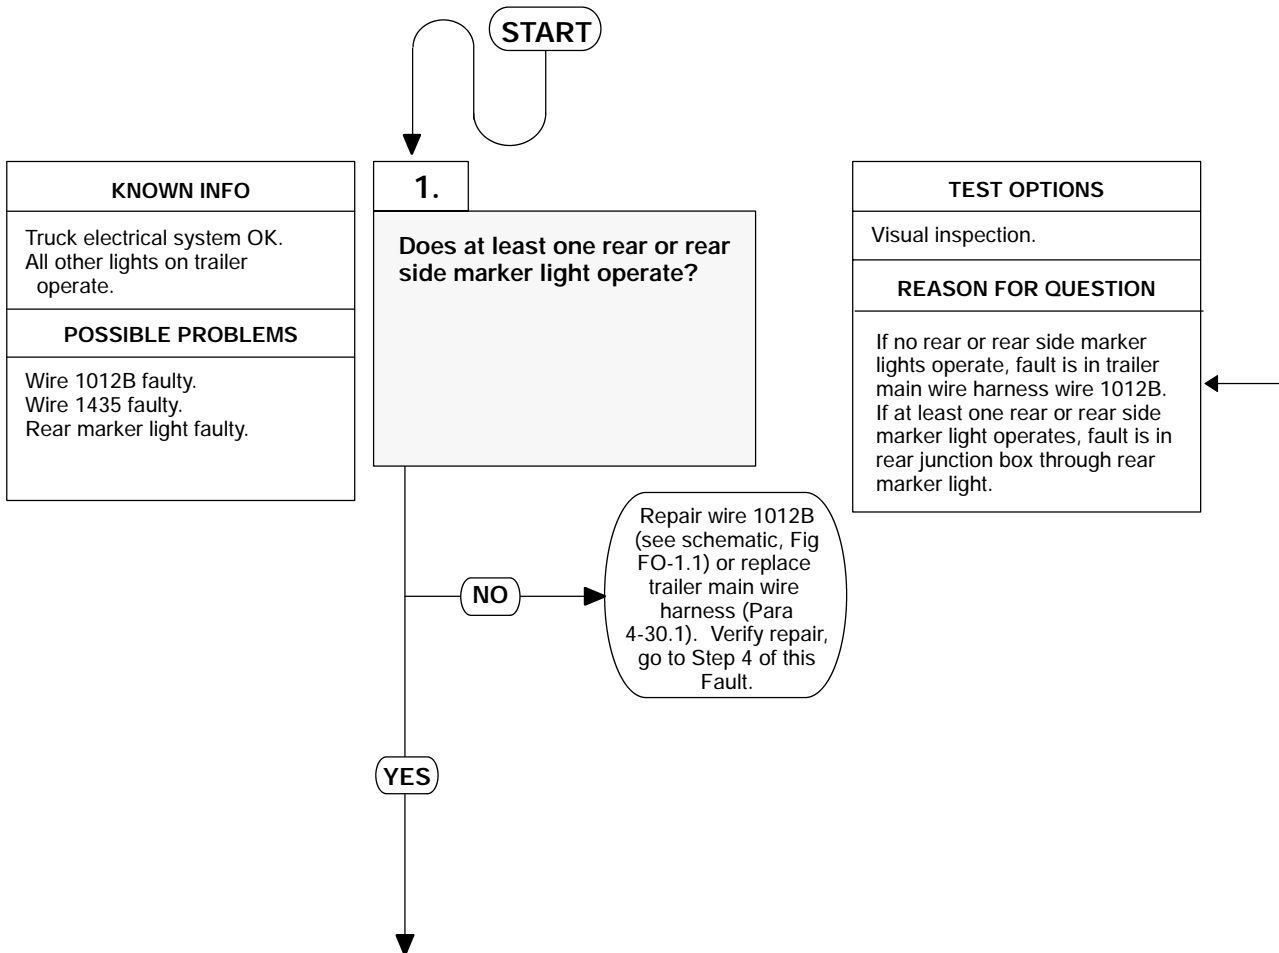 START
KNOWN INFO
Truck electrical system OK.
All other lights on trailer
operate.
POSSIBLE PROBLEMS
Wire 1012B faulty.
Wire 1435 faulty.
Rear marker light faulty.
1.
Does at least one rear or rear
side marker light operate?
TEST OPTIONS
Visual inspection.
REASON FOR QUESTION
If no rear or rear side marker
lights operate, fault is in trailer
main wire harness wire 1012B.
If at least one rear or rear side
marker light operates, fault is in
rear junction box through rear
marker light.
NO
Repair wire 1012B
(see schematic, Fig
FO-1.1) or replace
trailer main wire
harness (Para
4-30.1). Verify repair,
go to Step 4 of this
Fault.
YES